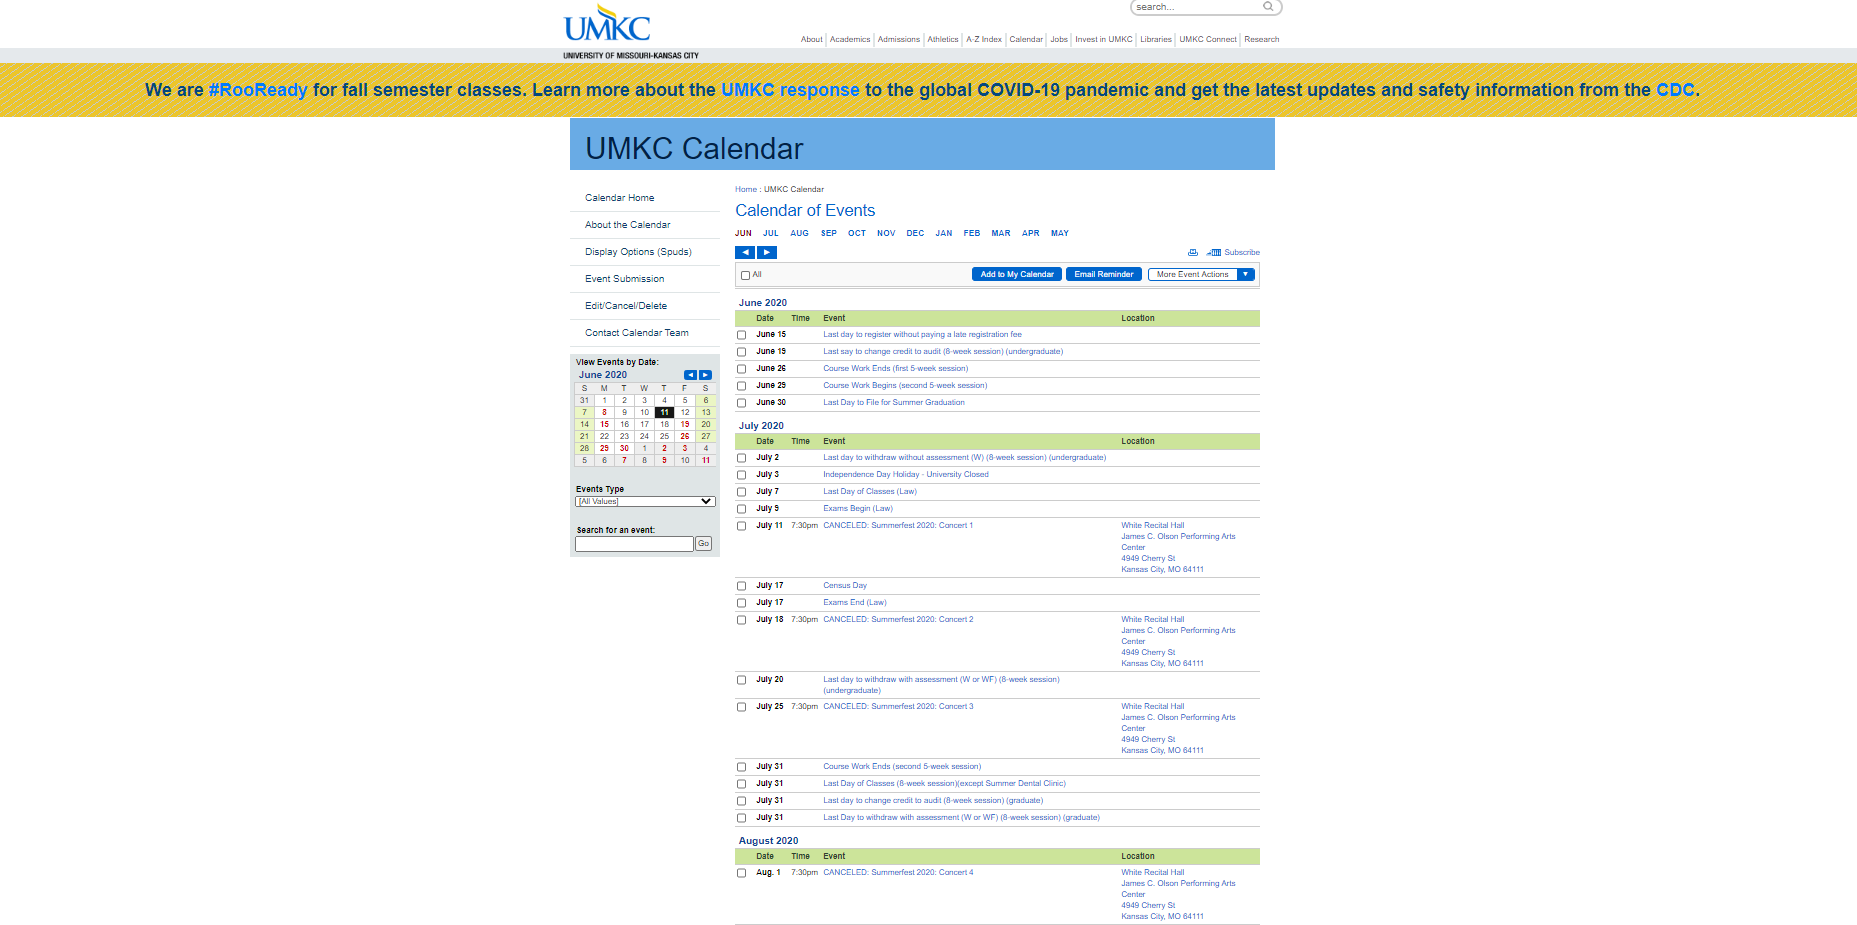 UMKC
UNIVERSITY OF MISSOURI-KANSAS CITY
search...
About Academics Admissions Athletics A-Z Index Calendar Jobs Invest in UMKC Libraries UMKC Connect Research
We are #RooReady for fall semester classes. Learn more about the UMKC response to the global COVID-19 pandemic and get the latest updates and safety information from the CDC.
UMKC Calendar
Calendar Home
About the Calendar
Display Options (Spuds)
Event Submission
Edit/Cancel/Delete
Contact Calendar Team
View Events by Date:
June 2020
S M T W T F S
31 1 2 3 4 5 6
7 8 9 10 11 12 13
14 15 16 17 18 19 20
21 22 23 24 25 26 27
28 29 30 1 2 3 4
5 6 7 8 9 10 11
Events Type
[All Values]
Search for an event:
Go
Home : UMKC Calendar
Calendar of Events
JUN JUL AUG SEP OCT NOV DEC JAN FEB MAR APR MAY
Subscribe
All Add to My Calendar Email Reminder More Event Actions
June 2020
Date Time Event Location
June 15 Last day to register without paying a late registration fee
June 19 Last say to change credit to audit (8-week session) (undergraduate)
June 26 Course Work Ends (first 5-week session)
June 29 Course Work Begins (second 5-week session)
June 30 Last Day to File for Summer Graduation
July 2020
Date Time Event Location
July 2 Last day to withdraw without assessment (W) (8-week session) (undergraduate)
July 3 Independence Day Holiday - University Closed
July 7 Last Day of Classes (Law)
July 9 Exams Begin (Law)
July 11 7:30pm CANCELED: Summerfest 2020: Concert 1 White Recital Hall
James C. Olson Performing Arts
Center
4949 Cherry St
Kansas City, MO 64111
July 17 Census Day
July 17 Exams End (Law)
July 18 7:30pm CANCELED: Summerfest 2020: Concert 2 White Recital Hall
James C. Olson Performing Arts
Center
4949 Cherry St
Kansas City, MO 64111
July 20 Last day to withdraw with assessment (W or WF) (8-week session)
(undergraduate)
July 25 7:30pm CANCELED: Summerfest 2020: Concert 3 White Recital Hall
James C. Olson Performing Arts
Center
4949 Cherry St
Kansas City, MO 64111
July 31 Course Work Ends (second 5-week session)
July 31 Last Day of Classes (8-week session)(except Summer Dental Clinic)
July 31 Last day to change credit to audit (8-week session) (graduate)
July 31 Last Day to withdraw with assessment (W or WF) (8-week session) (graduate)
August 2020
Date Time Event Location
Aug. 1 7:30pm CANCELED: Summerfest 2020: Concert 4 White Recital Hall
James C. Olson Performing Arts
Center
4949 Cherry St
Kansas City, MO 64111